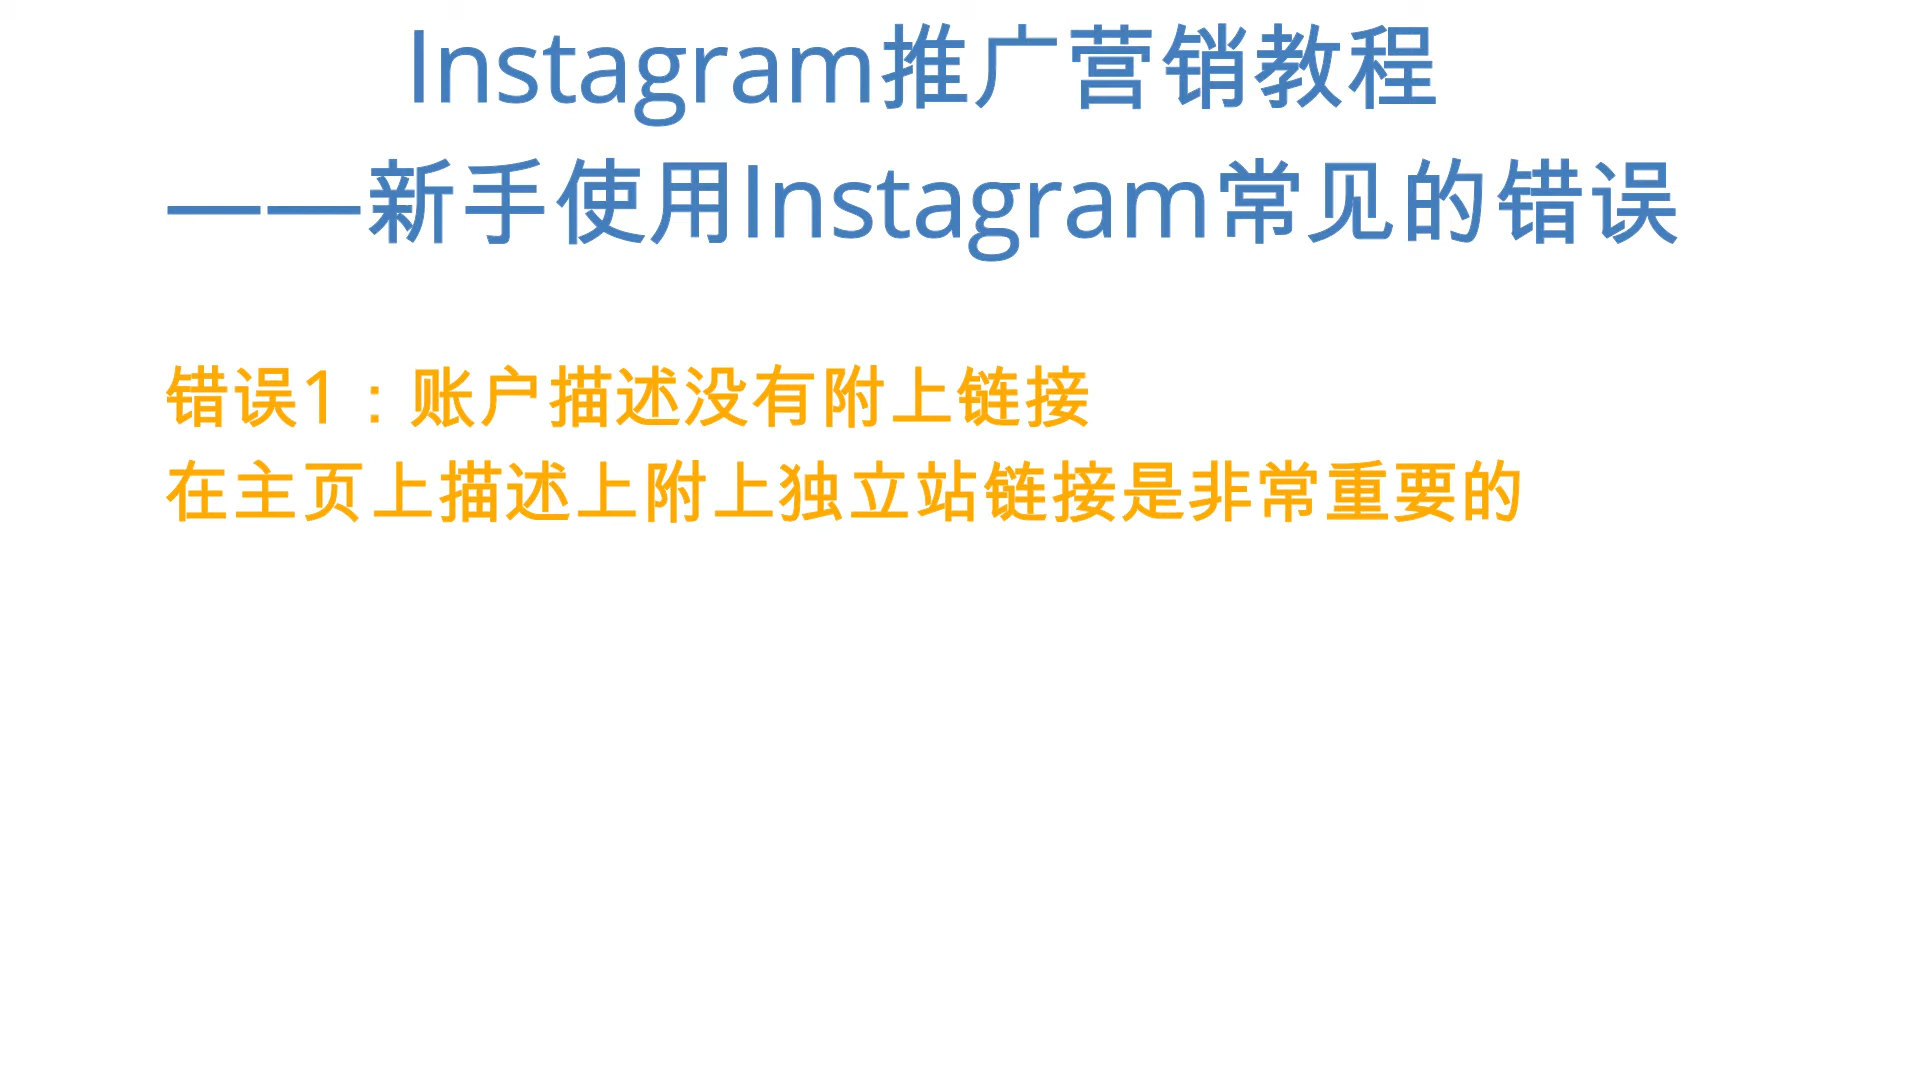 Instagram推广营销教程
——新手使用Instagram常见的错误
错误1：账户描述没有附上链接
在主页上描述上附上独立站链接是非常重要的